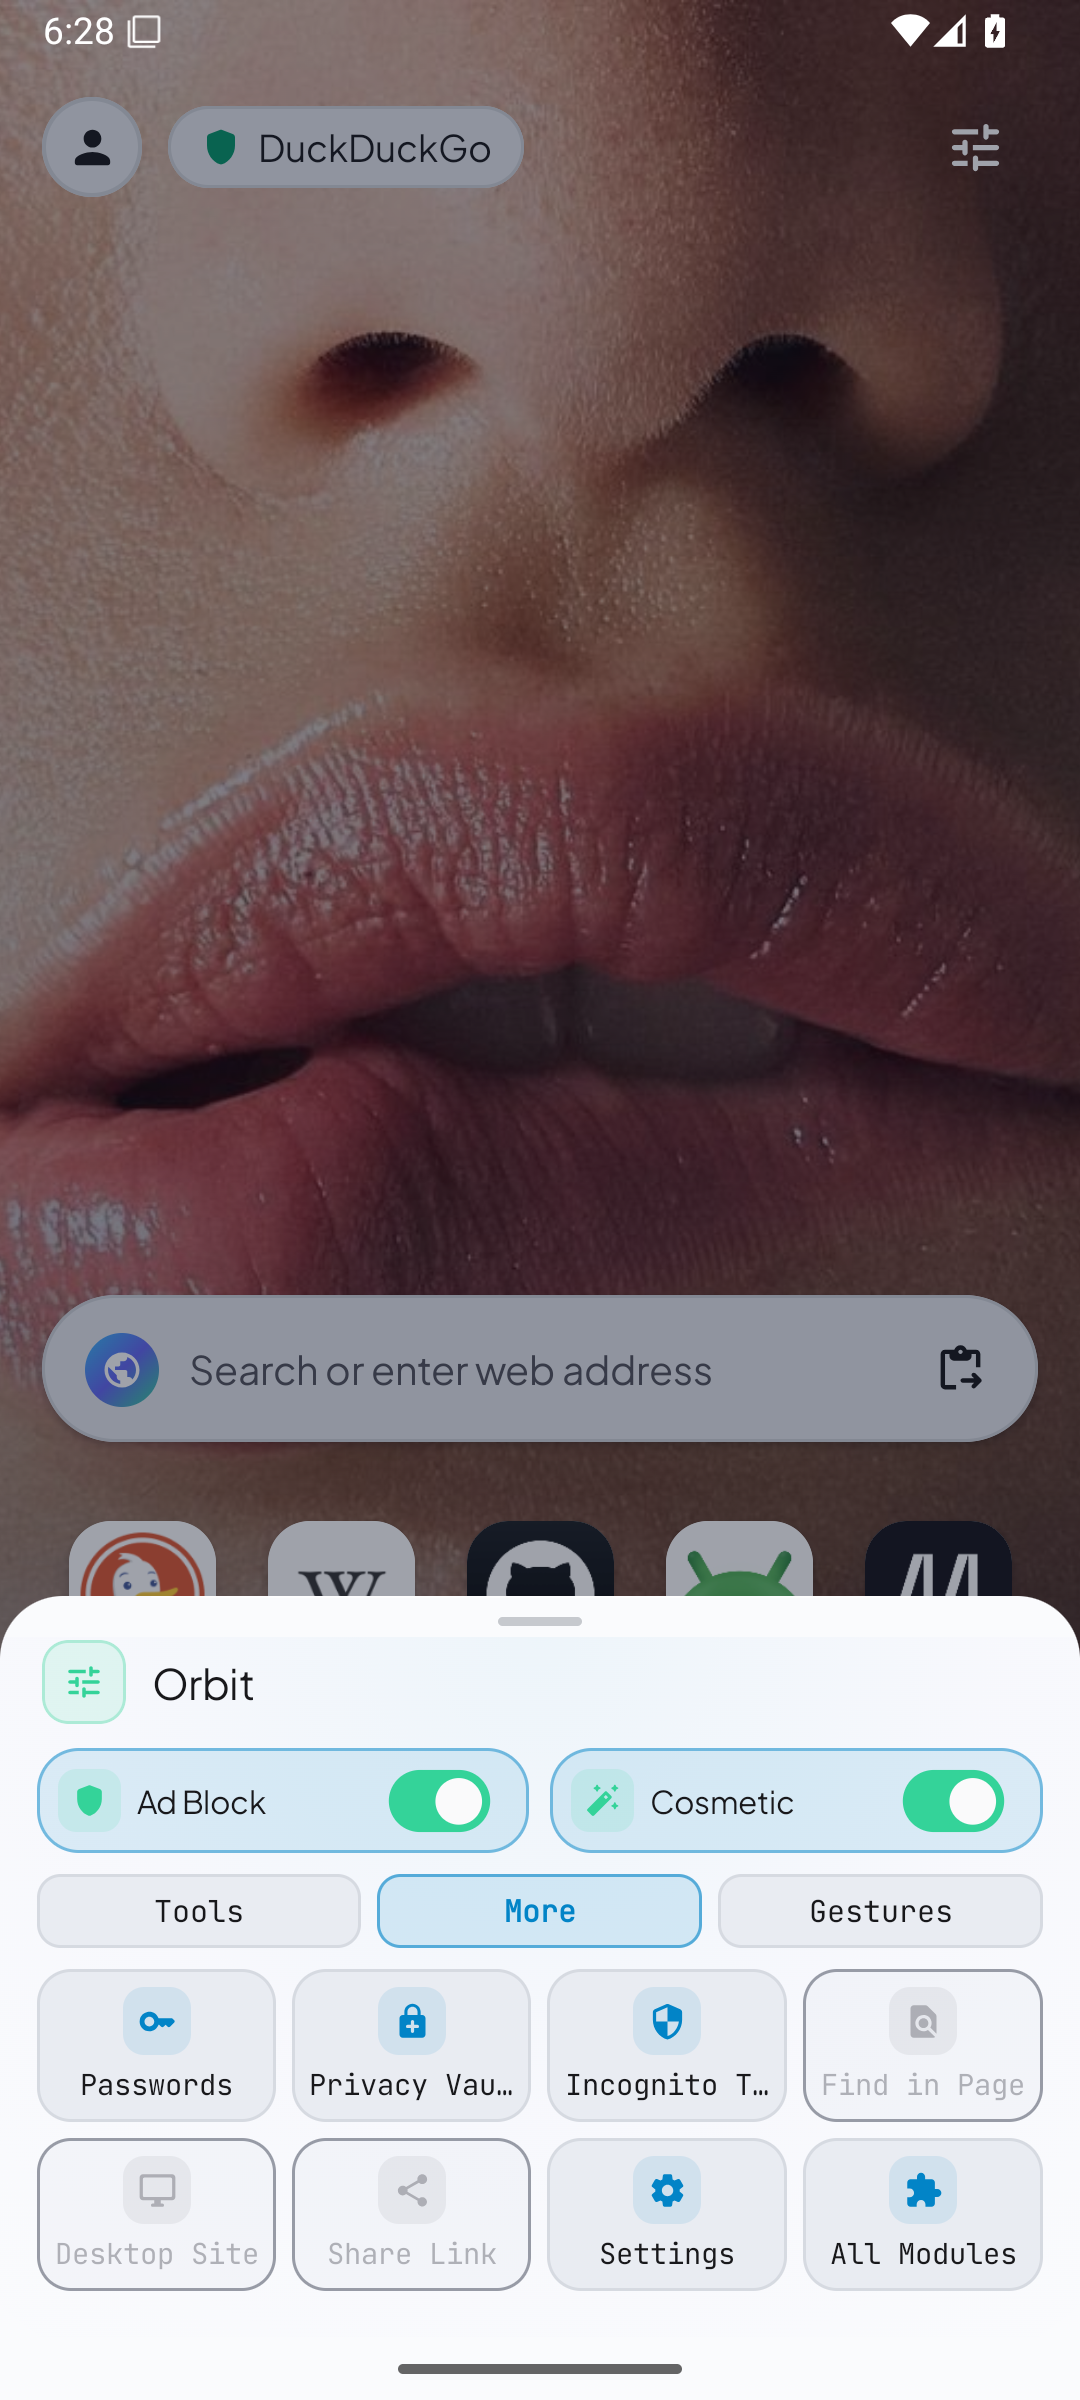 6:28
DuckDuckGo
Search or enter web address
W
Orbit
Ad Block
Cosmetic
Tools
More
Gestures
Passwords
Privacy Vau…
Incognito T…
Find in Page
Desktop Site
Share Link
Settings
All Modules